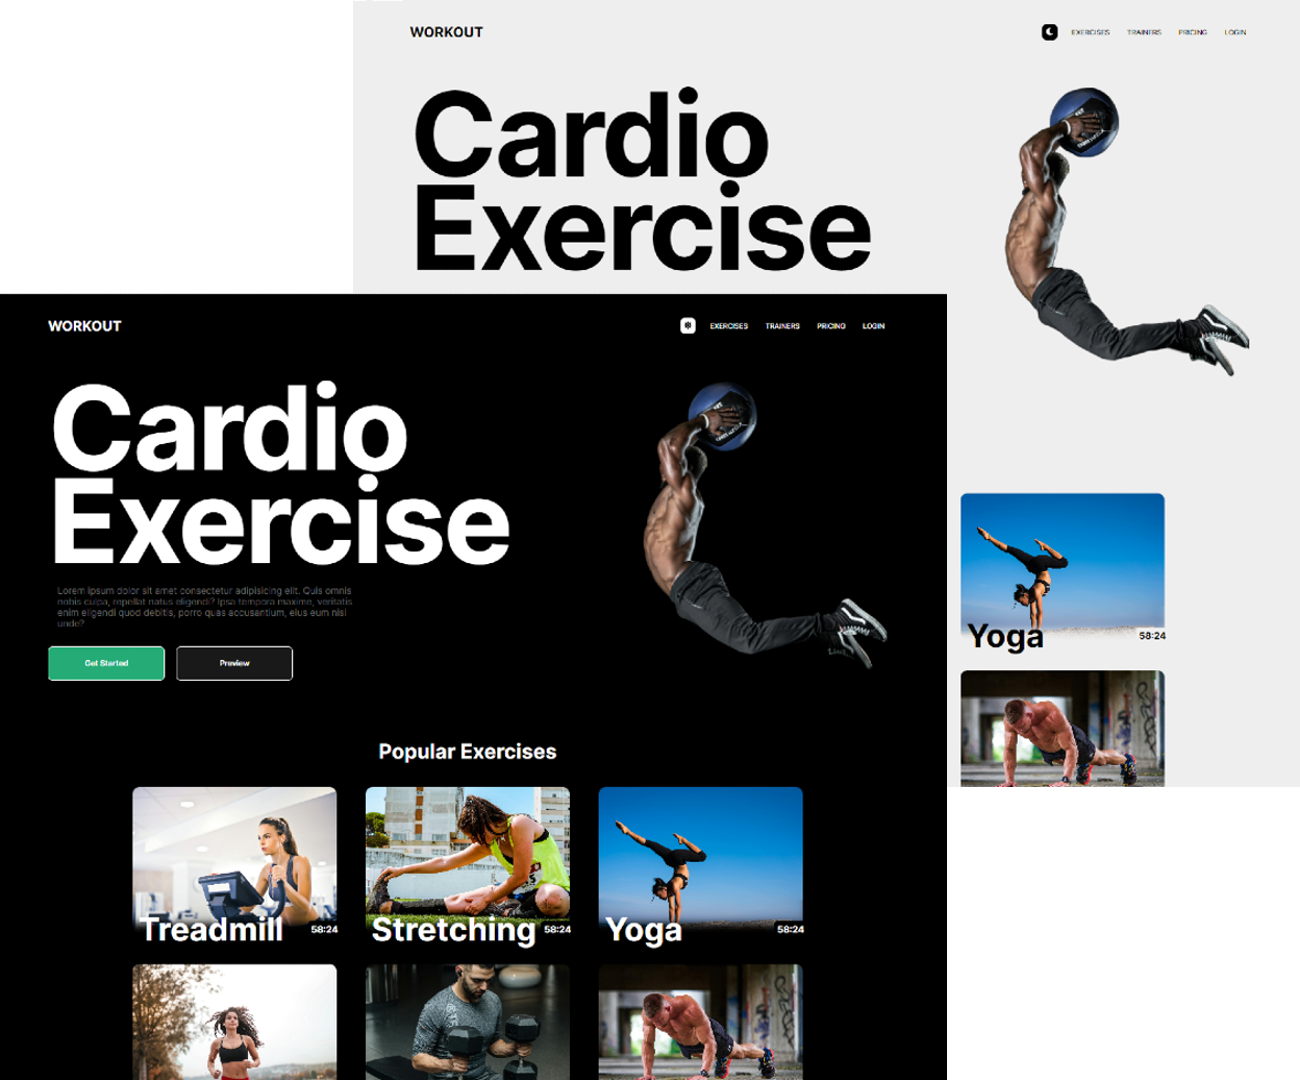 WORKOUT
EXERCISES TRAINERS PRICING LOGIN
Cardio
Exercise
Yoga
58:24
WORKOUT
EXERCISES TRAINERS PRICING LOGIN
Cardio
Exercise
Lorem ipsum dolor sit amet consectetur adipisicing elit. Quis omnis
nobis culpa, repellat natus eligendi? Ipsa tempora maxime, veritatis
enim eligendi quod debitis, porro quas accusantium, eius eum nisi
unde?
Get Started
Preview
Popular Exercises
Treadmill 58:24
Stretching 58:24
Yoga 58:24